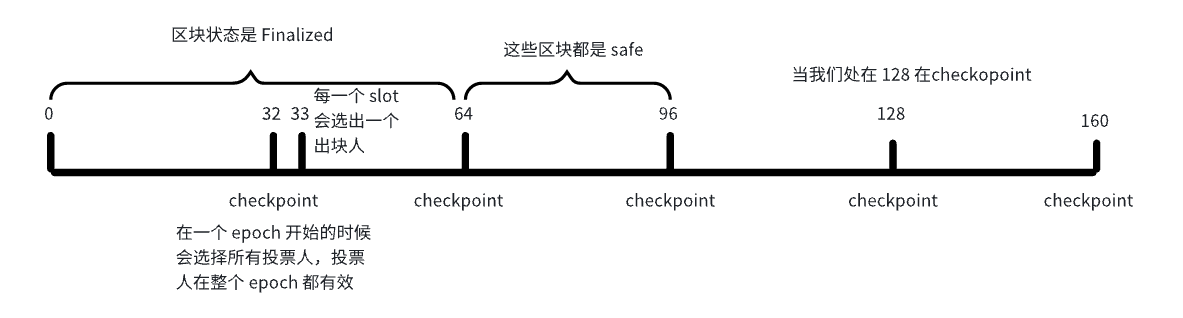 区块状态是 Finalized
这些区块都是 safe
当我们处在 128 在checkopoint
每一个 slot
会选出一个
出块人
0
32
33
64
96
128
160
checkpoint
checkpoint
checkpoint
checkpoint
checkpoint
在一个 epoch 开始的时候
会选择所有投票人，投票
人在整个 epoch 都有效